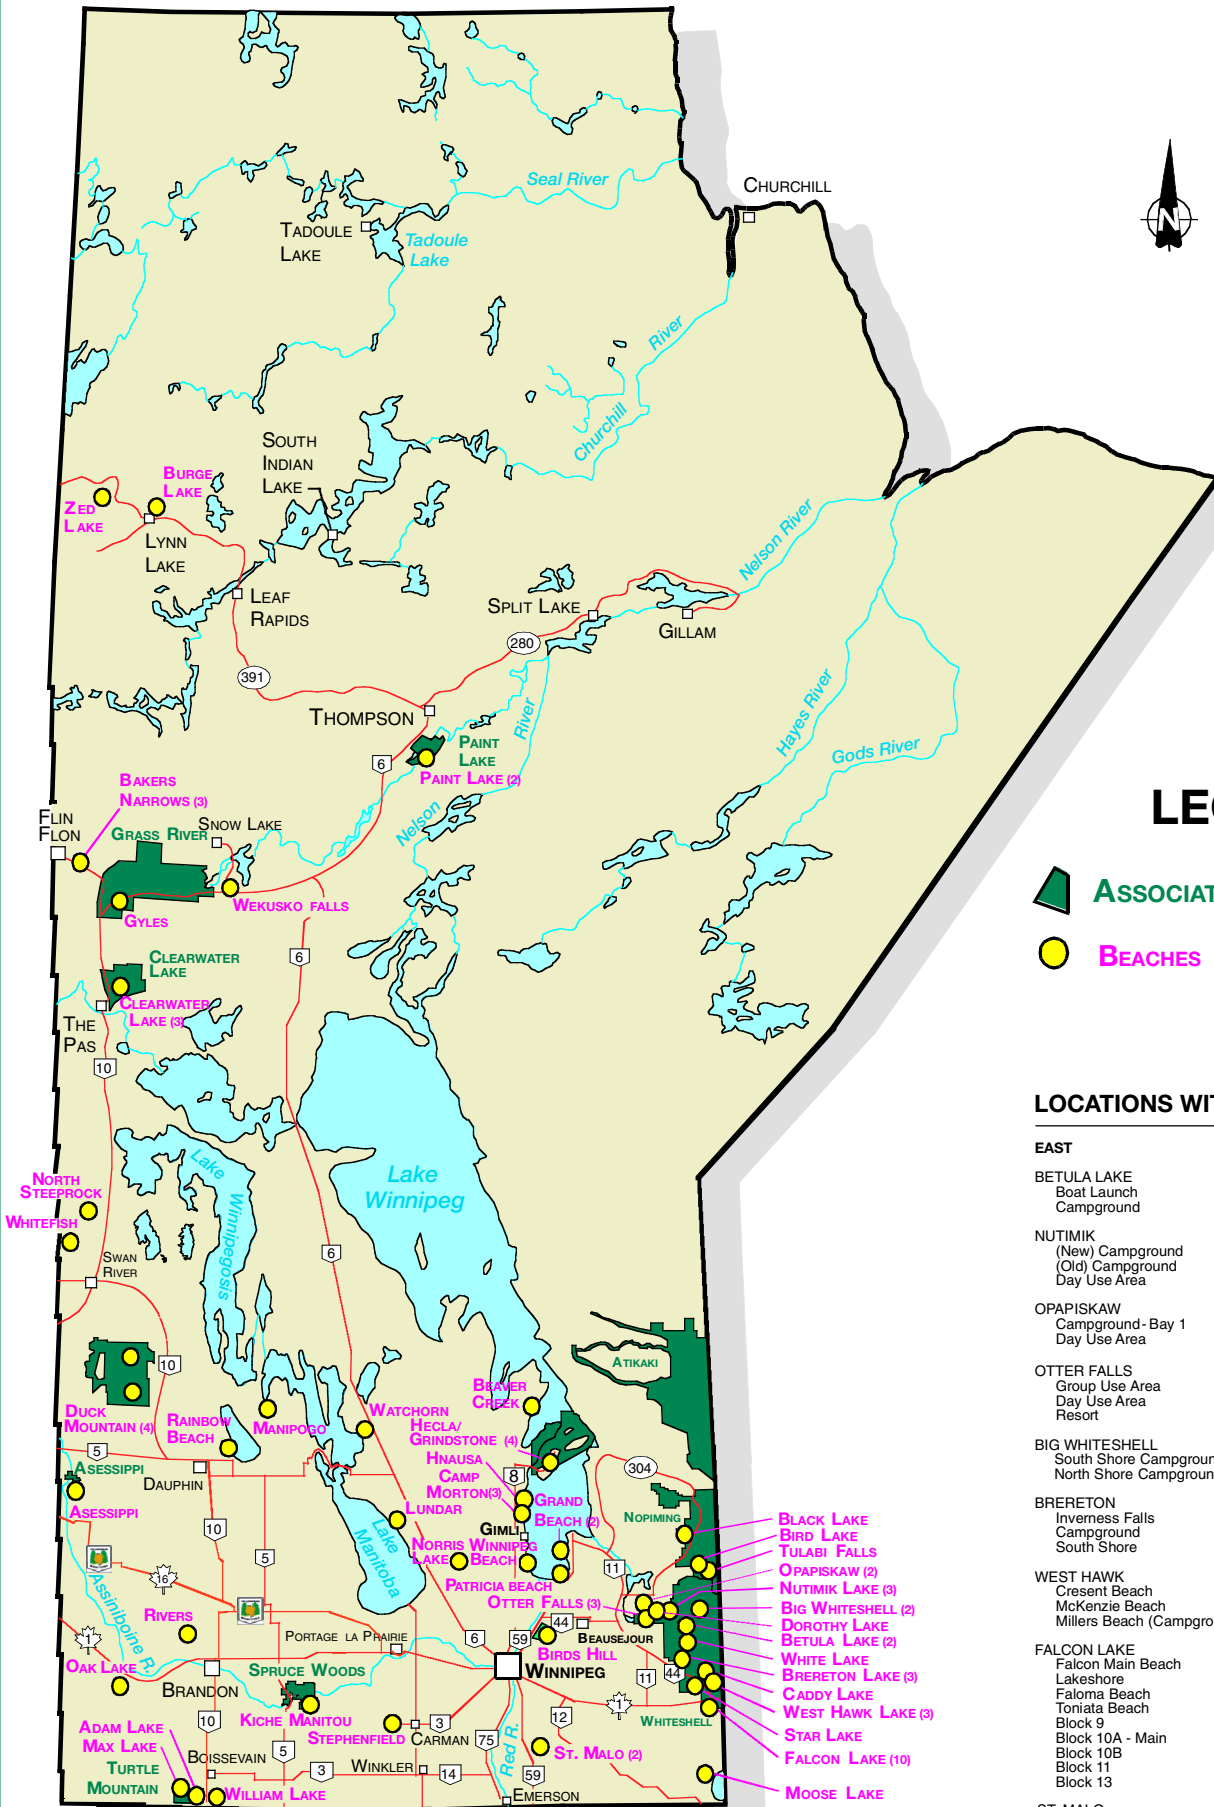 Seal River
CHURCHILL
N
TADOULE
LAKE
Tadoule
Lake
River
Churchill
SOUTH
INDIAN
LAKE
BURGE
LAKE
ZED
LAKE
LYNN
LAKE
LEAF
RAPIDS
Nelson River
SPLIT LAKE
GILLAM
280
391
THOMPSON
River
Hayes River
Gods River
PAINT
LAKE
PAINT LAKE (2)
6
BAKERS
NARROWS (3)
FLIN
FLON
GRASS RIVER
SNOW LAKE
Nelson
LE
WEKUSKO FALLS
GYLES
ASSOCIAT
BEACHES
6
CLEARWATER
LAKE
CLEARWATER
LAKE (3)
THE
PAS
10
LOCATIONS WIT
EAST
BETULA LAKE
Boat Launch
Campground
NUTIMIK
(New) Campground
(Old) Campground
Day Use Area
OPAPISKAW
Campground-Bay 1
Day Use Area
OTTER FALLS
Group Use Area
Day Use Area
Resort
BIG WHITESHELL
South Shore Campgroun
North Shore Campgroun
BRERETON
Inverness Falls
Campground
South Shore
WEST HAWK
Cresent Beach
McKenzie Beach
Millers Beach (Campgro
FALCON LAKE
Falcon Main Beach
Lakeshore
Faloma Beach
Toniata Beach
Block 9
Block 10A - Main
Block 10B
Block 11
Block 13
Lake
Winnipeg
Lake
Winnipegosis
NORTH
STEEPROCK
WHITEFISH
SWAN
RIVER
6
10
ATIKAKI
DUCK
MOUNTAIN (4)
RAINBOW
BEACH
MANIPOGO
WATCHORN
BEAVER
CREEK
HECLA/
GRINDSTONE (4)
HNAUSA
CAMP
MORTON(3)
8
304
5
ASESSIPPI
ASESSIPPI
DAUPHIN
LUNDAR
GRAND
BEACH (2)
GIMLI
NOPIMING
10
5
Lake
Manitoba
NORRIS
LAKE
WINNIPEG
BEACH
PATRICIA BEACH
OTTER FALLS (3)
11
BLACK LAKE
BIRD LAKE
TULABI FALLS
OPAPISKAW (2)
NUTIMIK LAKE (3)
BIG WHITESHELL (2)
DOROTHY LAKE
BETULA LAKE (2)
WHITE LAKE
BRERETON LAKE (3)
CADDY LAKE
WEST HAWK LAKE (3)
STAR LAKE
FALCON LAKE (10)
MOOSE LAKE
16
Assiniboine R.
RIVERS
1
OAK LAKE
PORTAGE LA PRAIRIE
6
59
44
BEAUSEJOUR
BIRDS HILL
WINNIPEG
BRANDON
SPRUCE WOODS
KICHE MANITOU
11
44
1
WHITESHELL
STEPHENFIELD
CARMAN
3
75
Red R.
12
ST. MALO (2)
59
10
ADAM LAKE
MAX LAKE
TURTLE
MOUNTAIN
BOISSEVAIN
5
3
WINKLER
14
WILLIAM LAKE
EMERSON